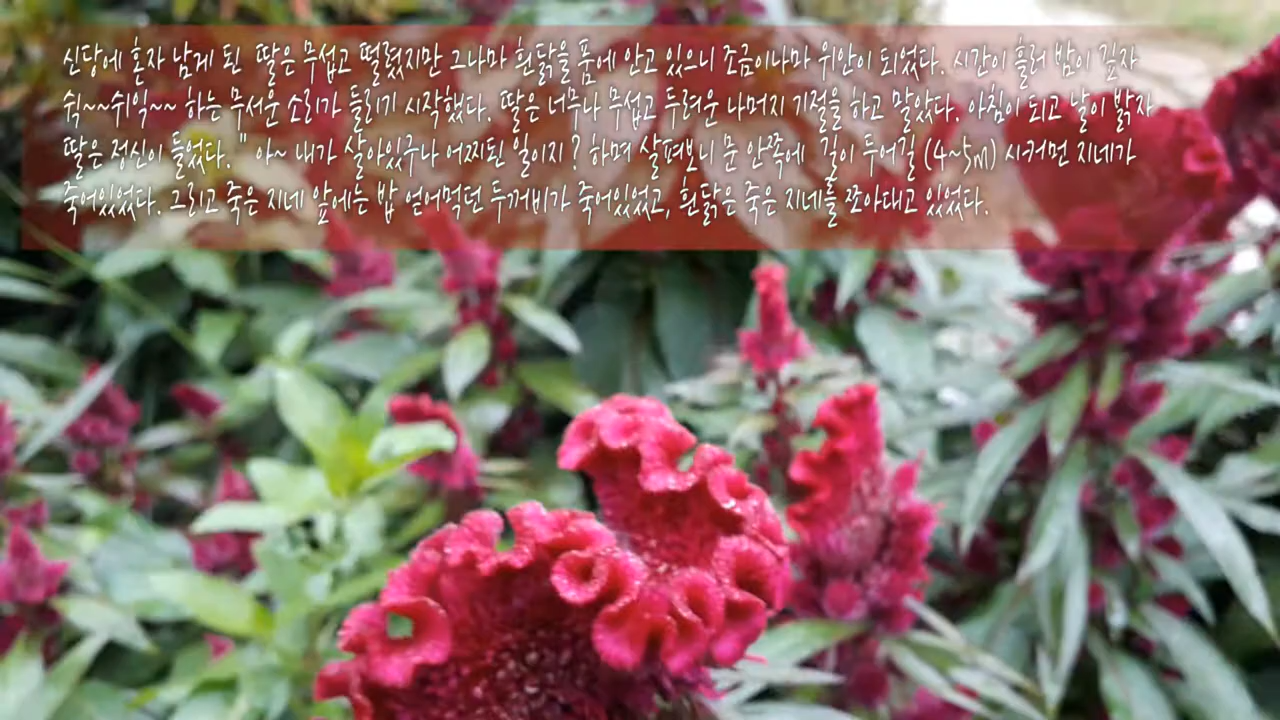 신당에 혼자 남게 된 딸은 무섭고 떨렸지만 그나마 흰닭을 품에 안고 있으니 조금이나마 위안이 되었다. 시간이 흘러 밤이 깊자
쉭~~쉬익~~ 하는 무서운 소리가 들리기 시작했다. 딸은 너무나 무섭고 두려운 나머지 기절을 하고 말았다. 아침이 되고 날이 밝자
딸은 정신이 들었다. " 아~ 내가 살아있구나 어찌된 일이지 ? 하며 살펴보니 문 안쪽에 길이 두어길 (4~5M) 시커먼 지네가
죽어있었다. 그리고 죽은 지네 앞에는 밥 얻어먹던 두꺼비가 죽어있었고, 흰닭은 죽은 지네를 쪼아대고 있었다.